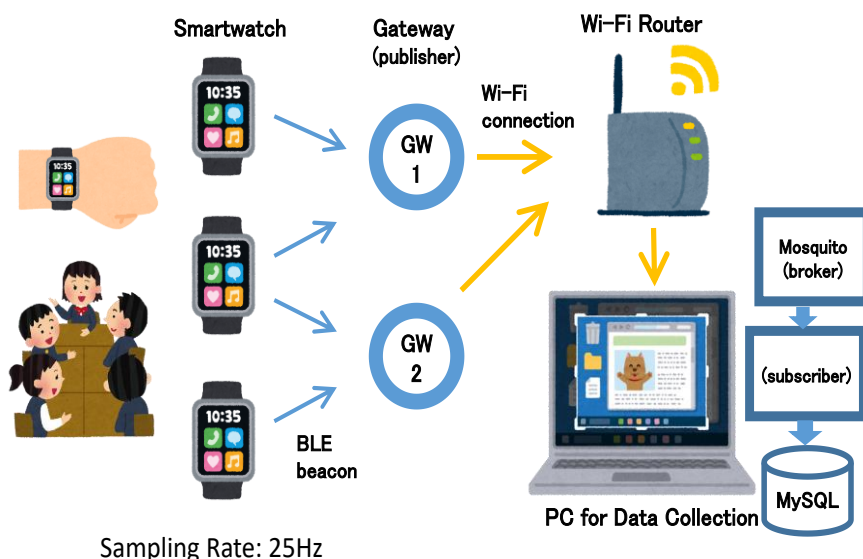 Smartwatch
Gateway
(publisher)
Wi-Fi Router
10:35
10:35
GW
1
Wi-Fi
connection
10:35
GW
2
Mosquito
(broker)
(subscriber)
10:35
BLE
beacon
MySQL
PC for Data Collection
Sampling Rate: 25Hz